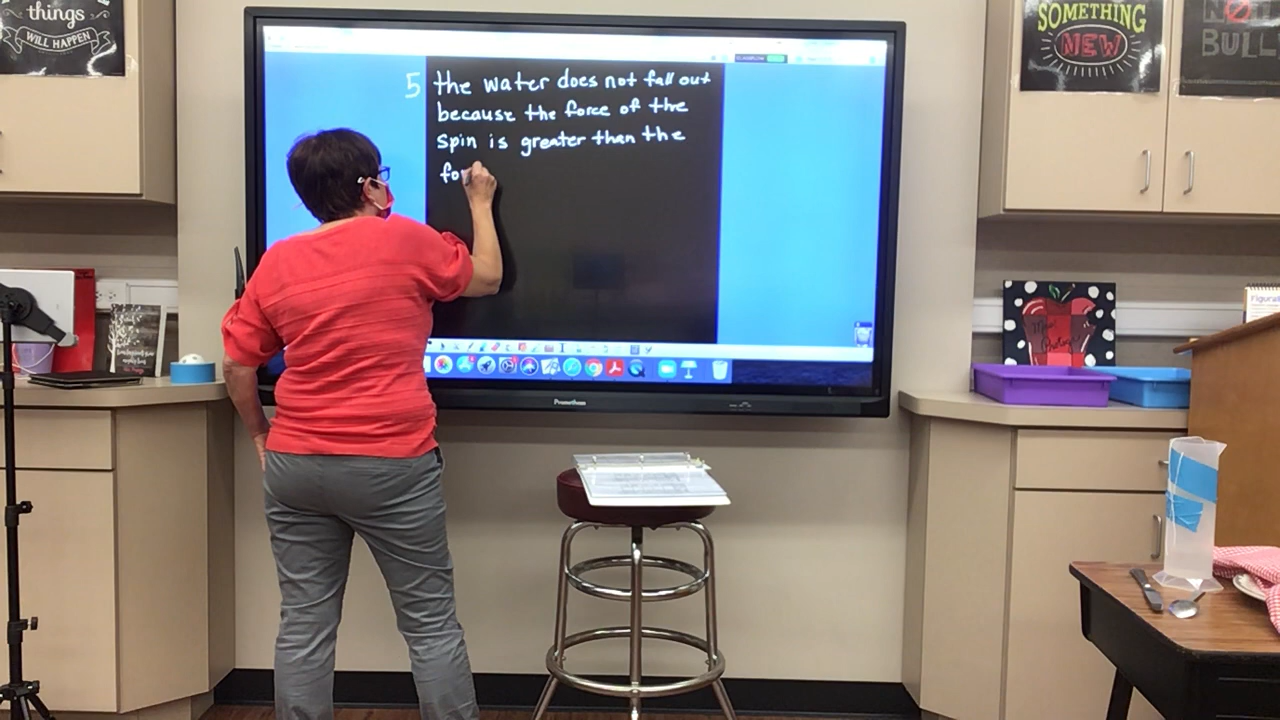 things
WILL HAPPEN
SOMETHING
NEW
5 the water does not fall out
because the force of the
spin is greater than the
fo
Promethean